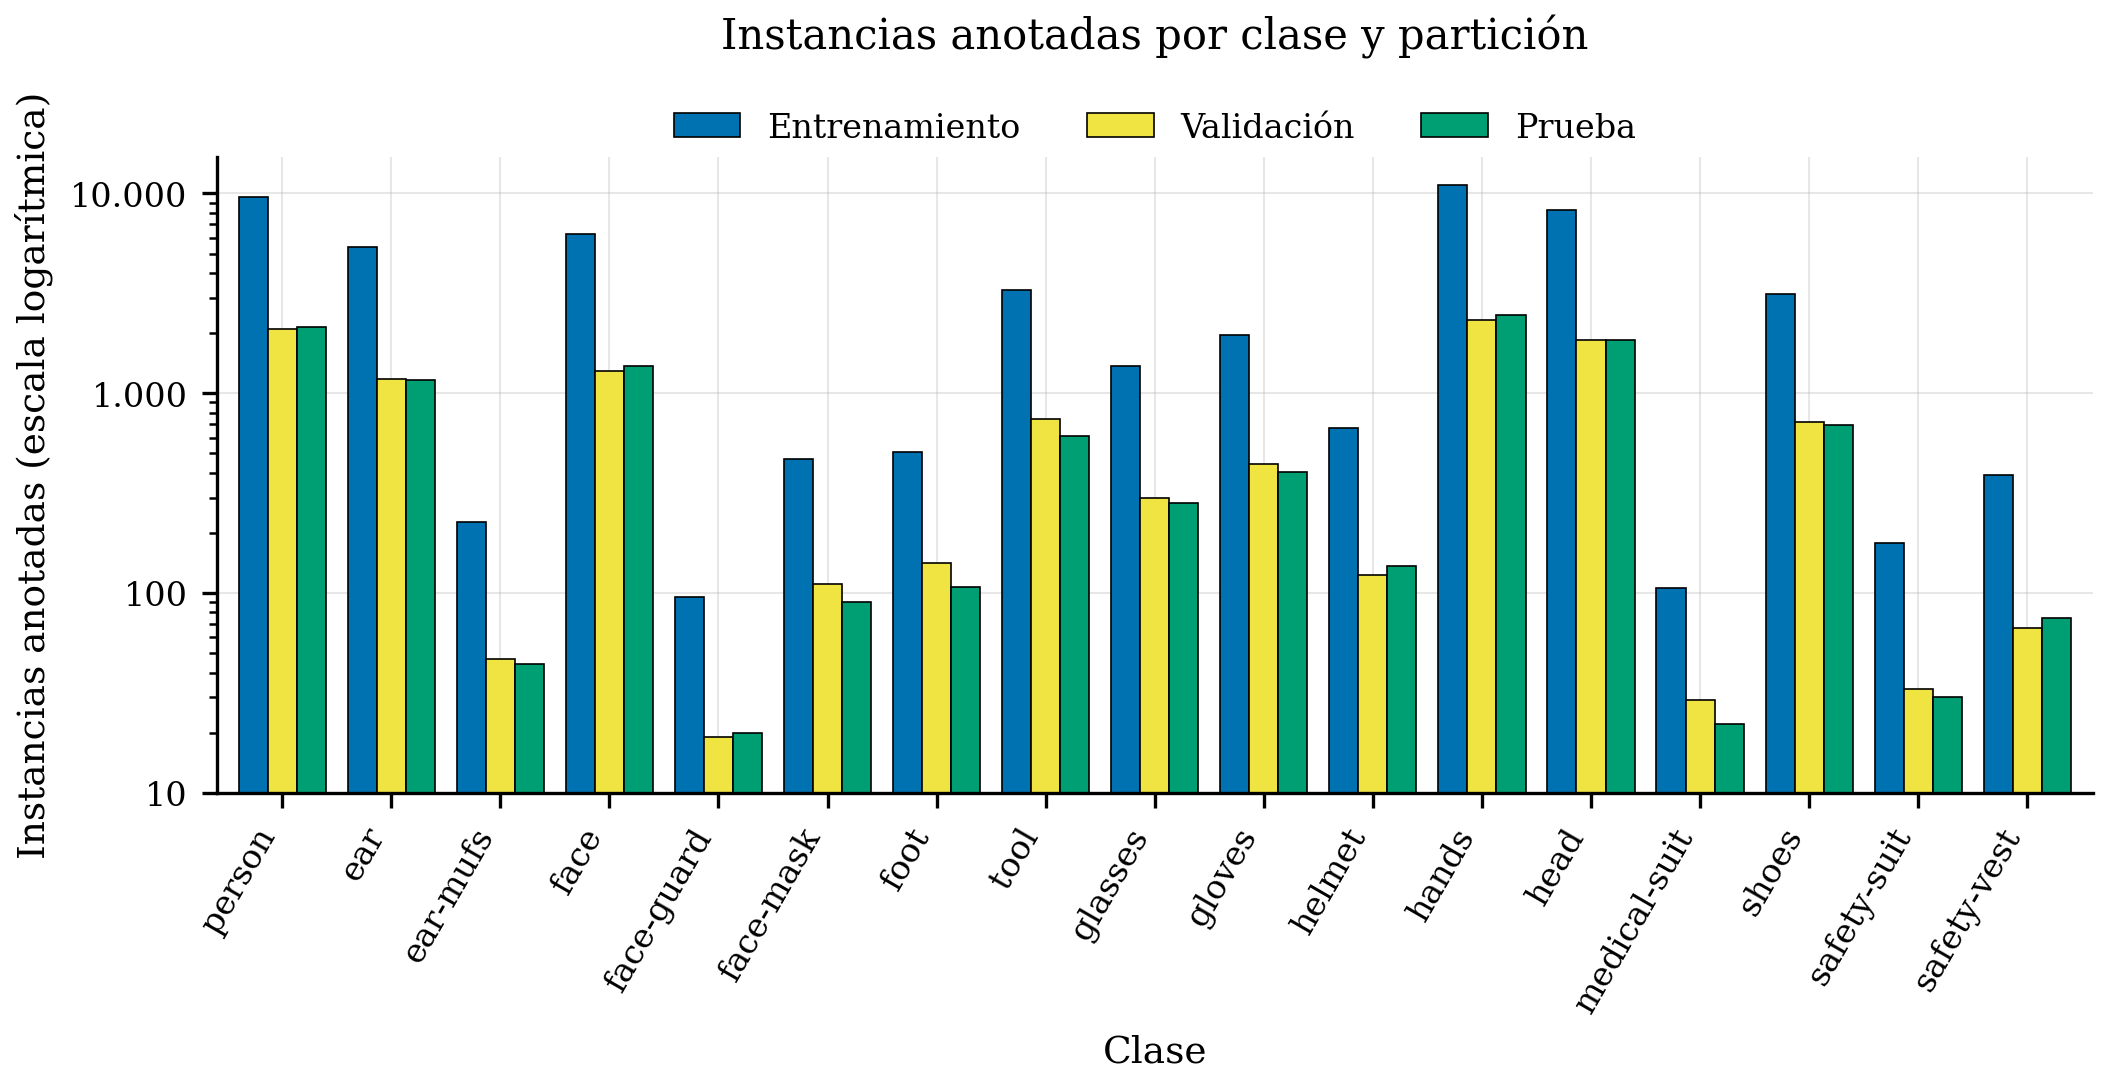 Instancias anotadas por clase y partición
Entrenamiento
Validación
Prueba
Instancias anotadas (escala logarítmica)
10.000
1.000
100
10
person
ear
ear-mufs
face
face-guard
face-mask
foot
tool
glasses
gloves
helmet
hands
head
medical-suit
shoes
safety-suit
safety-vest
Clase